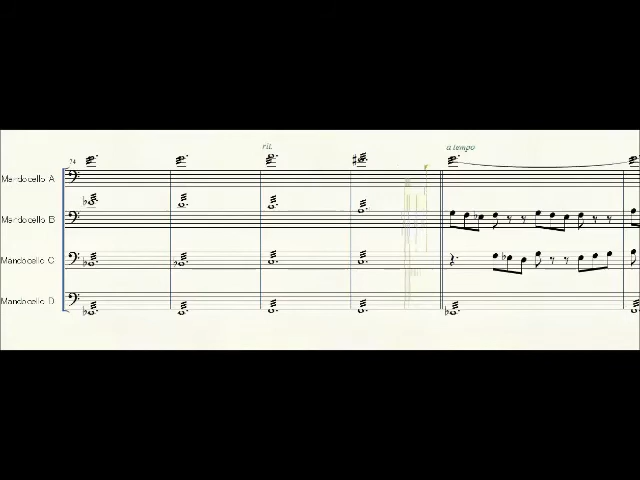 rit.
a tempo
74
Mandocello A
Mandocello B
Mandocello C
Mandocello D